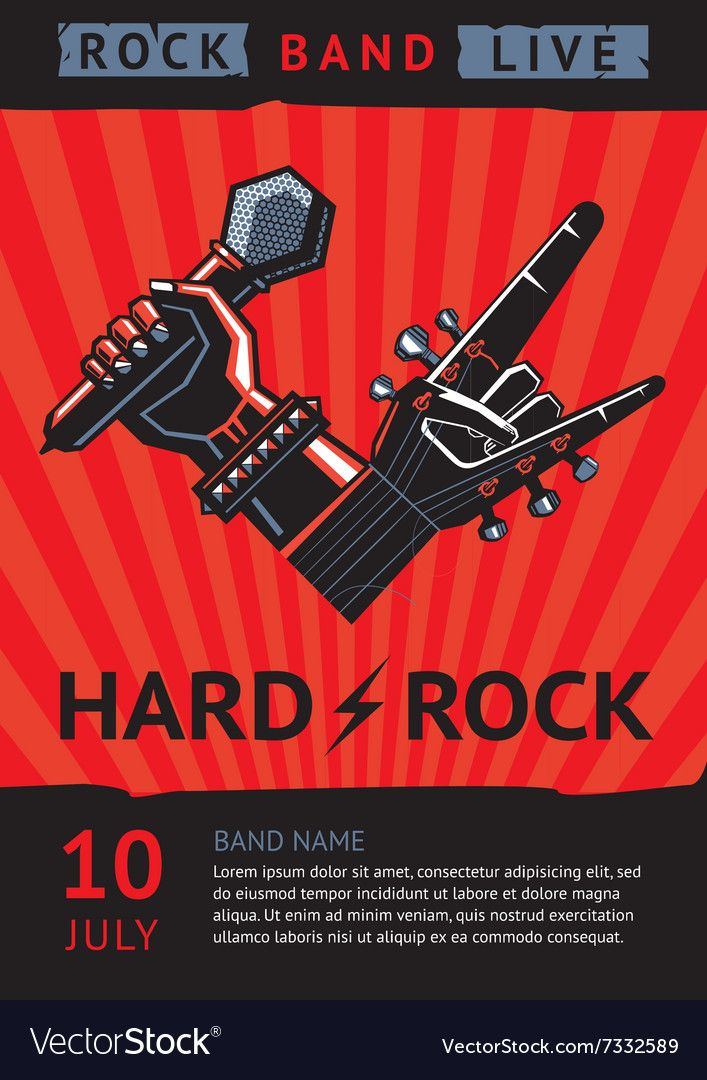 ROCK BAND LIVE
HARD ROCK
10
JULY
BAND NAME
Lorem ipsum dolor sit amet, consectetur adipisicing elit, sed
do eiusmod tempor incididunt ut labore et dolore magna
aliqua. Ut enim ad minim veniam, quis nostrud exercitation
ullamco laboris nisi ut aliquip ex ea commodo consequat.
VectorStock®
VectorStock.com/7332589